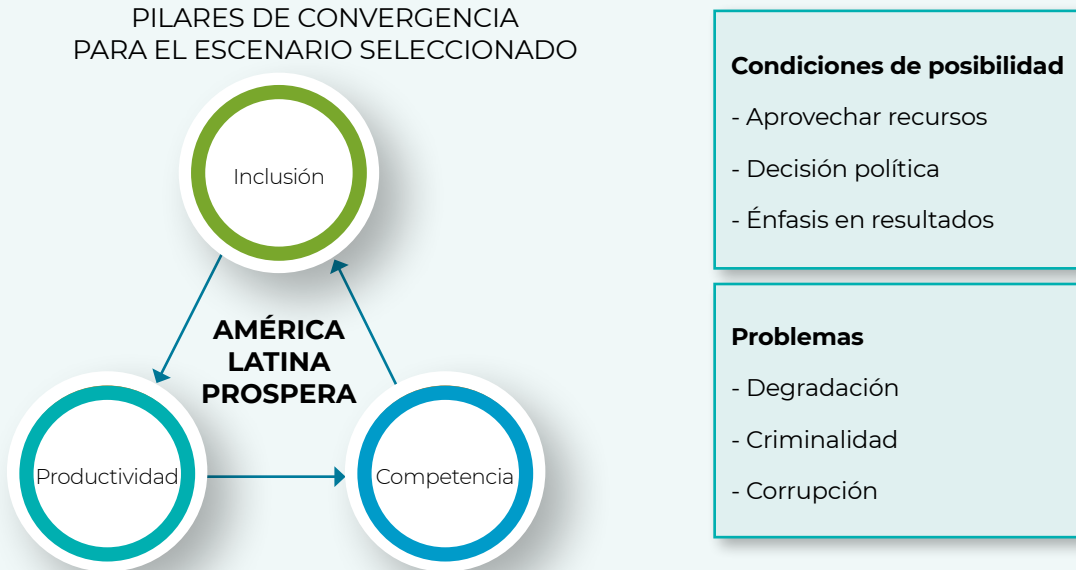 PILARES DE CONVERGENCIA
PARA EL ESCENARIO SELECCIONADO
Inclusión
AMÉRICA
LATINA
PROSPERA
Productividad
Competencia
Condiciones de posibilidad
- Aprovechar recursos
- Decisión política
- Énfasis en resultados
Problemas
- Degradación
- Criminalidad
- Corrupción